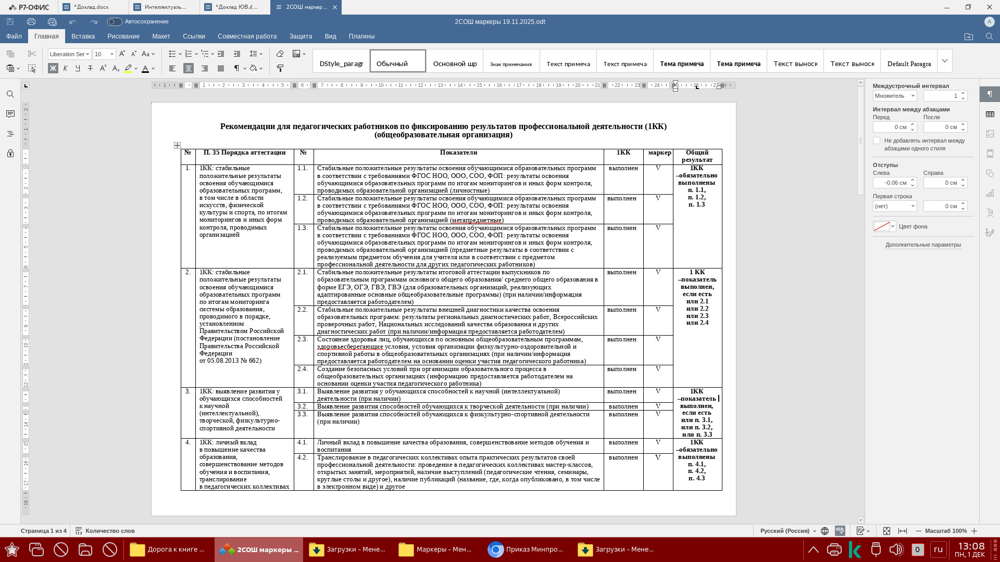 Р7-ОФИС
*Доклад.docx
Интеллектуаль...
*Доклад ЮВ.d...
2СОШ маркер...
Автосохранение
2СОШ маркеры 19.11.2025.odt
A
Файл Главная Вставка Рисование Макет Ссылки Совместная работа Защита Вид Плагины
Liberation Ser 10
Ж К Ч
DStyle_paragr Обычный Основной шр Знак примечания Текст примеча Текст примеча Тема примеча Тема примеча Текст выноск Текст выноск Default Paragra
Рекомендации для педагогических работников по фиксированию результатов профессиональной деятельности (1КК)
(общеобразовательная организация)
№ П. 35 Порядка аттестации № Показатели 1КК маркер Общий результат
1. 1КК: стабильные
положительные результаты
освоения обучающимися
образовательных программ,
в том числе в области
искусств, физической
культуры и спорта, по итогам
мониторингов и иных форм
контроля, проводимых
организацией
1.1. Стабильные положительные результаты освоения обучающимися образовательных программ
в соответствии с требованиями ФГОС НОО, ООО, СОО, ФОП: результаты освоения
обучающимися образовательных программ по итогам мониторингов и иных форм контроля,
проводимых образовательной организацией (личностные)
выполнен V
1.2. Стабильные положительные результаты освоения обучающимися образовательных программ
в соответствии с требованиями ФГОС НОО, ООО, СОО, ФОП: результаты освоения
обучающимися образовательных программ по итогам мониторингов и иных форм контроля,
проводимых образовательной организацией (метапредметные)
выполнен V
1.3. Стабильные положительные результаты освоения обучающимися образовательных программ
в соответствии с требованиями ФГОС НОО, ООО, СОО, ФОП: результаты освоения
обучающимися образовательных программ по итогам мониторингов и иных форм контроля,
проводимых образовательной организацией (предметные результаты в соответствии с
реализуемым предметом обучения для учителя или в соответствии с предметом
профессиональной деятельности для других педагогических работников)
выполнен V
1КК
–обязательно
выполнены
п. 1.1,
п. 1.2,
п. 1.3
2. 1КК: стабильные
положительные результаты
освоения обучающимися
образовательных программ
по итогам мониторинга
системы образования,
проводимого в порядке,
установленном
Правительством Российской
Федерации (постановление
Правительства Российской
Федерации
от 05.08.2013 № 662)
2.1. Стабильные положительные результаты итоговой аттестации выпускников по
образовательным программам основного общего образования/ среднего общего образования в
форме ЕГЭ, ОГЭ, ГВЭ, ГВЭ (для образовательных организаций, реализующих
адаптированные основные общеобразовательные программы) (при наличии/информация
предоставляется работодателем)
выполнен V
2.2. Стабильные положительные результаты внешней диагностики качества освоения
образовательных программ: результаты региональных диагностических работ, Всероссийских
проверочных работ, Национальных исследований качества образования и других
диагностических работ (при наличии/информация предоставляется работодателем)
выполнен V
2.3. Состояние здоровья лиц, обучающихся по основным общеобразовательным программам,
здоровьесберегающие условия, условия организации физкультурно-оздоровительной и
спортивной работы в общеобразовательных организациях (при наличии/информация
предоставляется работодателем на основании оценки участия педагогического работника)
выполнен V
2.4. Создание безопасных условий при организации образовательного процесса в
общеобразовательных организациях (информацию предоставляется работодателем на
основании оценки участия педагогического работника)
выполнен V
1 КК
–показатель
выполнен,
если есть
или 2.1
или 2.2
или 2.3
или 2.4
3. 1КК: выявление развития у
обучающихся способностей
к научной
(интеллектуальной),
творческой, физкультурно-
спортивной деятельности
3.1. Выявление развития у обучающихся способностей к научной (интеллектуальной)
деятельности (при наличии)
выполнен V
3.2. Выявление развития способностей обучающихся к творческой деятельности (при наличии) выполнен V
3.3. Выявление развития способностей обучающихся к физкультурно-спортивной деятельности
(при наличии)
выполнен V
1КК
–показатель
выполнен,
если есть
или п. 3.1,
или п. 3.2,
или п. 3.3
4. 1КК: личный вклад
в повышение качества
образования,
совершенствование методов
обучения и воспитания,
транслирование
в педагогических коллективах
4.1. Личный вклад в повышение качества образования, совершенствование методов обучения и
воспитания
выполнен V
4.2. Транслирование в педагогических коллективах опыта практических результатов своей
профессиональной деятельности: проведение в педагогических коллективах мастер-классов,
открытых занятий, мероприятий, наличие выступлений (педагогические чтения, семинары,
круглые столы и другое), наличие публикаций (название, где, когда опубликовано, в том числе
в электронном виде) и другое
выполнен V
1КК
–обязательно
выполнены
п. 4.1,
п. 4.2,
п. 4.3
Междустрочный интервал
Множитель 1
Интервал между абзацами
Перед После
0 см 0 см
Не добавлять интервал между
абзацами одного стиля
Отступы
Слева Справа
-0.06 см 0 см
Первая строка
(нет) 0 см
Цвет фона
Дополнительные параметры
Страница 1 из 4 Количество слов
Русский (Россия) Масштаб 100%
Дорога к книге ...
2СОШ маркеры ...
Загрузки – Мене...
Маркеры – Мен...
Приказ Минпро...
Загрузки – Мене...
0 ru 13:08
ПН, 1 ДЕК